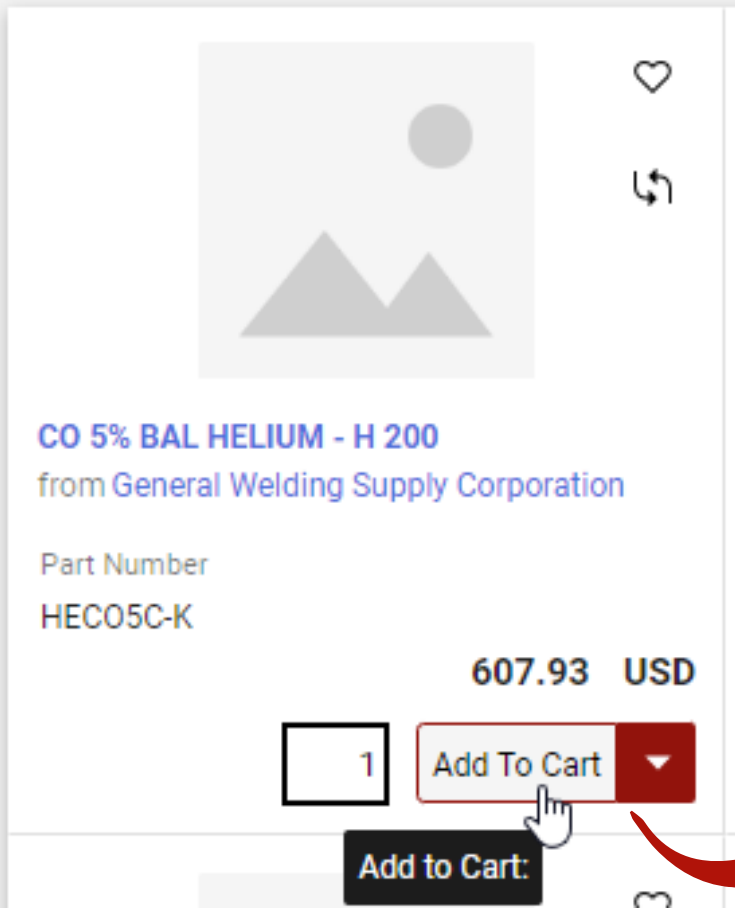 CO 5% BAL HELIUM - H 200
from General Welding Supply Corporation
Part Number
HECO5C-K
607.93 USD
1 Add To Cart
Add to Cart: